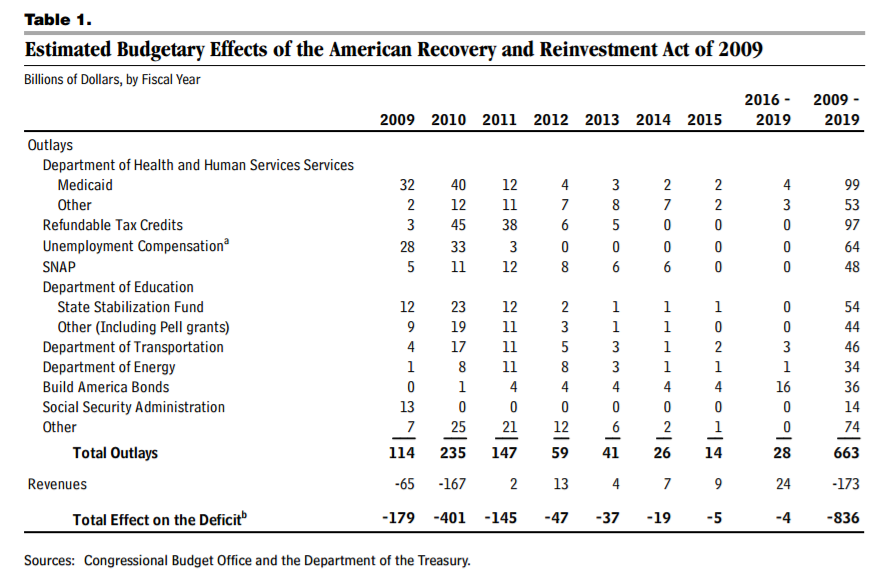 Table 1.
Estimated Budgetary Effects of the American Recovery and Reinvestment Act of 2009
Billions of Dollars, by Fiscal Year
2016 - 2009 -
2009 2010 2011 2012 2013 2014 2015 2019 2019
Outlays
Department of Health and Human Services Services
Medicaid 32 40 12 4 3 2 2 4 99
Other 2 12 11 7 8 7 2 3 53
Refundable Tax Credits 3 45 38 6 5 0 0 0 97
Unemployment Compensationa 28 33 3 0 0 0 0 0 64
SNAP 5 11 12 8 6 6 0 0 48
Department of Education
State Stabilization Fund 12 23 12 2 1 1 1 0 54
Other (Including Pell grants) 9 19 11 3 1 1 0 0 44
Department of Transportation 4 17 11 5 3 1 2 3 46
Department of Energy 1 8 11 8 3 1 1 1 34
Build America Bonds 0 1 4 4 4 4 4 16 36
Social Security Administration 13 0 0 0 0 0 0 0 14
Other 7 25 21 12 6 2 1 0 74
Total Outlays 114 235 147 59 41 26 14 28 663
Revenues -65 -167 2 13 4 7 9 24 -173
Total Effect on the Deficitb -179 -401 -145 -47 -37 -19 -5 -4 -836
Sources: Congressional Budget Office and the Department of the Treasury.